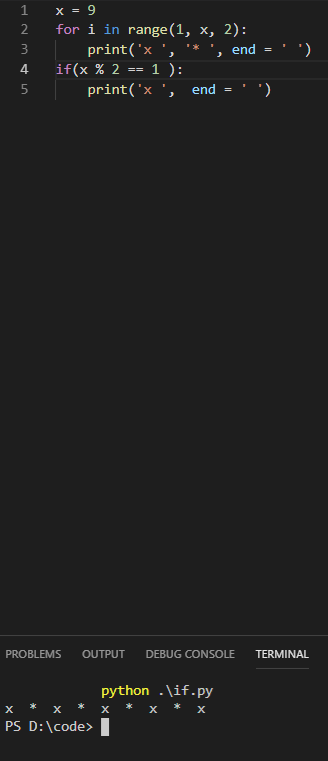 1 x = 9
2 for i in range(1, x, 2):
3     print('x ', '* ', end = ' ')
4 if(x % 2 == 1 ):
5     print('x ',  end = ' ')
PROBLEMS OUTPUT DEBUG CONSOLE TERMINAL
python .\if.py
x  *  x  *  x  *  x  *  x
PS D:\code>